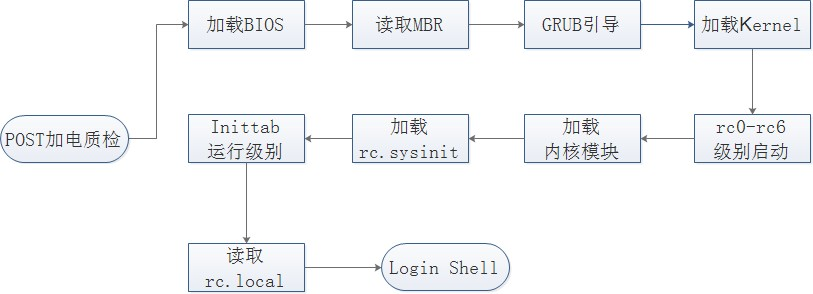 加载BIOS
读取MBR
GRUB引导
加载Kernel
POST加电质检
Inittab
运行级别
加载
rc.sysinit
加载
内核模块
rc0-rc6
级别启动
读取
rc.local
Login Shell